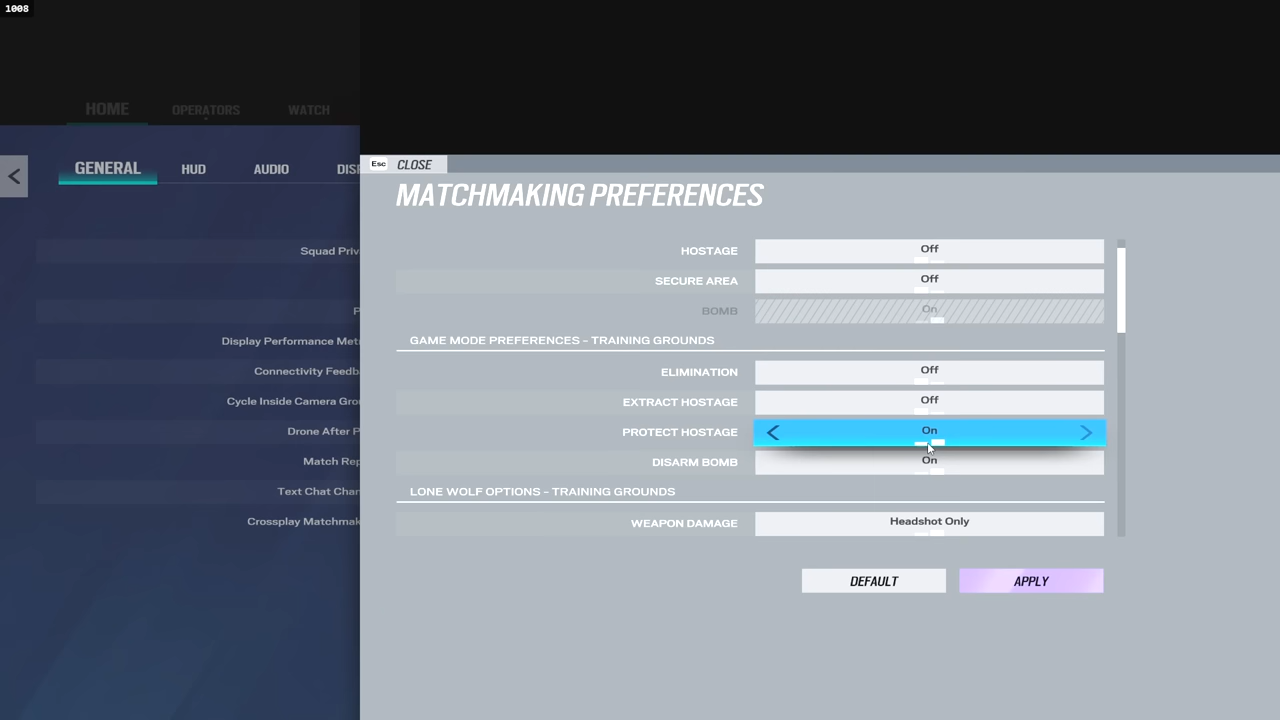 1008
HOME OPERATORS WATCH
GENERAL HUD AUDIO DISP
Esc CLOSE
MATCHMAKING PREFERENCES
Squad Priv
HOSTAGE Off
SECURE AREA Off
P
BOMB On
Display Performance Met
GAME MODE PREFERENCES – TRAINING GROUNDS
Connectivity Feedb
ELIMINATION Off
Cycle Inside Camera Gro
EXTRACT HOSTAGE Off
Drone After P
PROTECT HOSTAGE On
Match Rep
DISARM BOMB On
Text Chat Chan
LONE WOLF OPTIONS – TRAINING GROUNDS
Crossplay Matchmak
WEAPON DAMAGE Headshot Only
DEFAULT APPLY